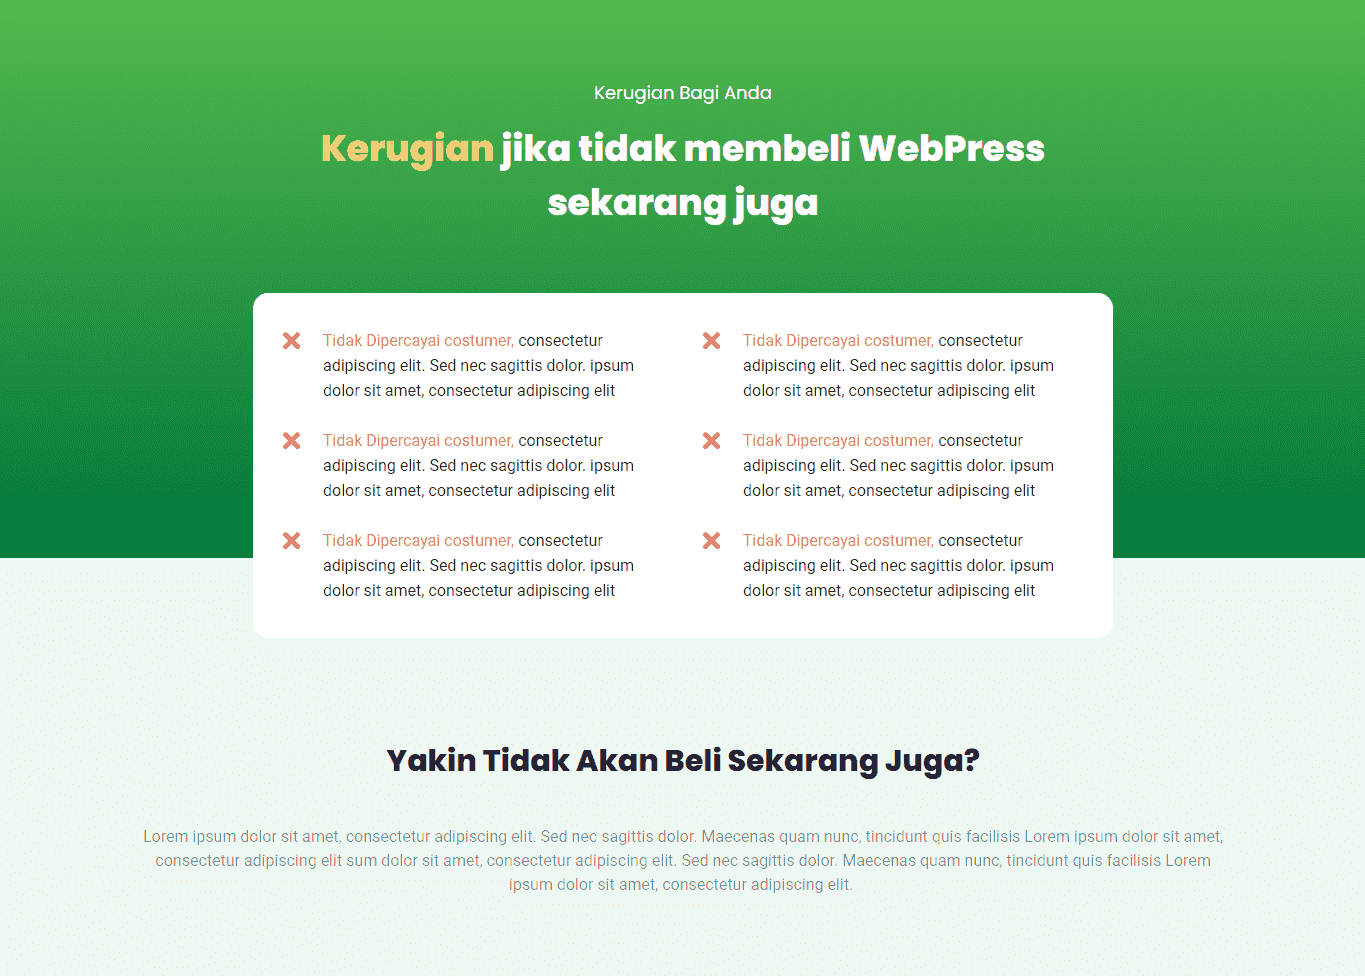 Kerugian Bagi Anda
Kerugian jika tidak membeli WebPress
sekarang juga
Tidak Dipercayai costumer, consectetur
adipiscing elit. Sed nec sagittis dolor. ipsum
dolor sit amet, consectetur adipiscing elit
Tidak Dipercayai costumer, consectetur
adipiscing elit. Sed nec sagittis dolor. ipsum
dolor sit amet, consectetur adipiscing elit
Tidak Dipercayai costumer, consectetur
adipiscing elit. Sed nec sagittis dolor. ipsum
dolor sit amet, consectetur adipiscing elit
Tidak Dipercayai costumer, consectetur
adipiscing elit. Sed nec sagittis dolor. ipsum
dolor sit amet, consectetur adipiscing elit
Tidak Dipercayai costumer, consectetur
adipiscing elit. Sed nec sagittis dolor. ipsum
dolor sit amet, consectetur adipiscing elit
Tidak Dipercayai costumer, consectetur
adipiscing elit. Sed nec sagittis dolor. ipsum
dolor sit amet, consectetur adipiscing elit
Yakin Tidak Akan Beli Sekarang Juga?
Lorem ipsum dolor sit amet, consectetur adipiscing elit. Sed nec sagittis dolor. Maecenas quam nunc, tincidunt quis facilisis Lorem ipsum dolor sit amet,
consectetur adipiscing elit sum dolor sit amet, consectetur adipiscing elit. Sed nec sagittis dolor. Maecenas quam nunc, tincidunt quis facilisis Lorem
ipsum dolor sit amet, consectetur adipiscing elit.